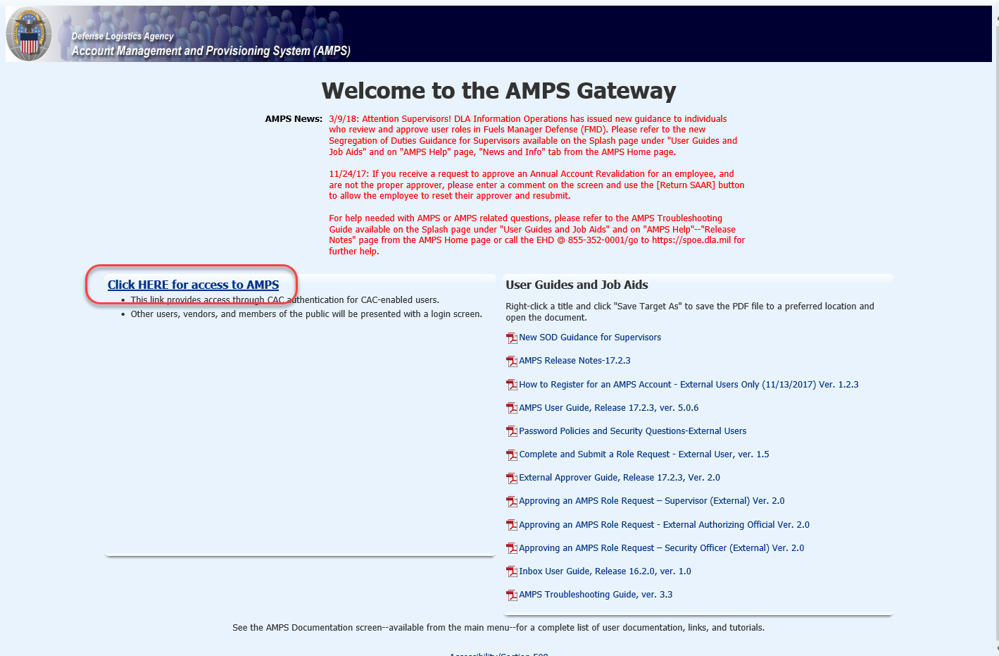 Defense Logistics Agency
Account Management and Provisioning System (AMPS)
Welcome to the AMPS Gateway
AMPS News: 3/9/18: Attention Supervisors! DLA Information Operations has issued new guidance to individuals
who review and approve user roles in Fuels Manager Defense (FMD). Please refer to the new
Segregation of Duties Guidance for Supervisors available on the Splash page under "User Guides and
Job Aids" and on "AMPS Help" page, "News and Info" tab from the AMPS Home page.
11/24/17: If you receive a request to approve an Annual Account Revalidation for an employee, and
are not the proper approver, please enter a comment on the screen and use the [Return SAAR] button
to allow the employee to reset their approver and resubmit.
For help needed with AMPS or AMPS related questions, please refer to the AMPS Troubleshooting
Guide available on the Splash page under "User Guides and Job Aids" and on "AMPS Help"--"Release
Notes" page from the AMPS Home page or call the EHD @ 855-352-0001/go to https://spoe.dla.mil for
further help.
Click HERE for access to AMPS
• This link provides access through CAC authentication for CAC-enabled users.
• Other users, vendors, and members of the public will be presented with a login screen.
User Guides and Job Aids
Right-click a title and click "Save Target As" to save the PDF file to a preferred location and
open the document.
New SOD Guidance for Supervisors
AMPS Release Notes-17.2.3
How to Register for an AMPS Account - External Users Only (11/13/2017) Ver. 1.2.3
AMPS User Guide, Release 17.2.3, ver. 5.0.6
Password Policies and Security Questions-External Users
Complete and Submit a Role Request - External User, ver. 1.5
External Approver Guide, Release 17.2.3, Ver. 2.0
Approving an AMPS Role Request – Supervisor (External) Ver. 2.0
Approving an AMPS Role Request - External Authorizing Official Ver. 2.0
Approving an AMPS Role Request – Security Officer (External) Ver. 2.0
Inbox User Guide, Release 16.2.0, ver. 1.0
AMPS Troubleshooting Guide, ver. 3.3
See the AMPS Documentation screen--available from the main menu--for a complete list of user documentation, links, and tutorials.
Accessibility/Section 508